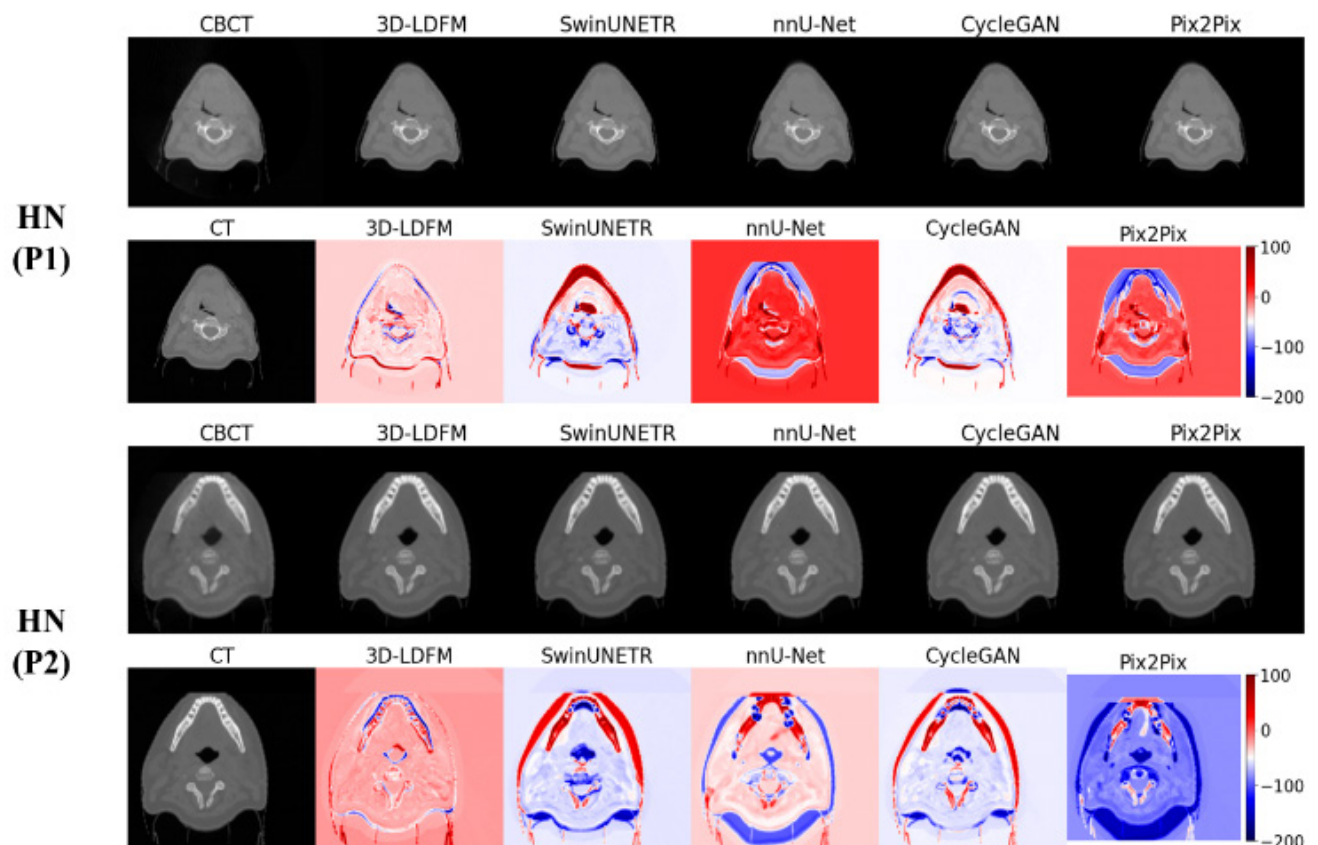 CBCT 3D-LDFM SwinUNETR nnU-Net CycleGAN Pix2Pix
HN
(P1)
CT 3D-LDFM SwinUNETR nnU-Net CycleGAN Pix2Pix
100
0
−100
−200
CBCT 3D-LDFM SwinUNETR nnU-Net CycleGAN Pix2Pix
HN
(P2)
CT 3D-LDFM SwinUNETR nnU-Net CycleGAN Pix2Pix
100
0
−100
−200